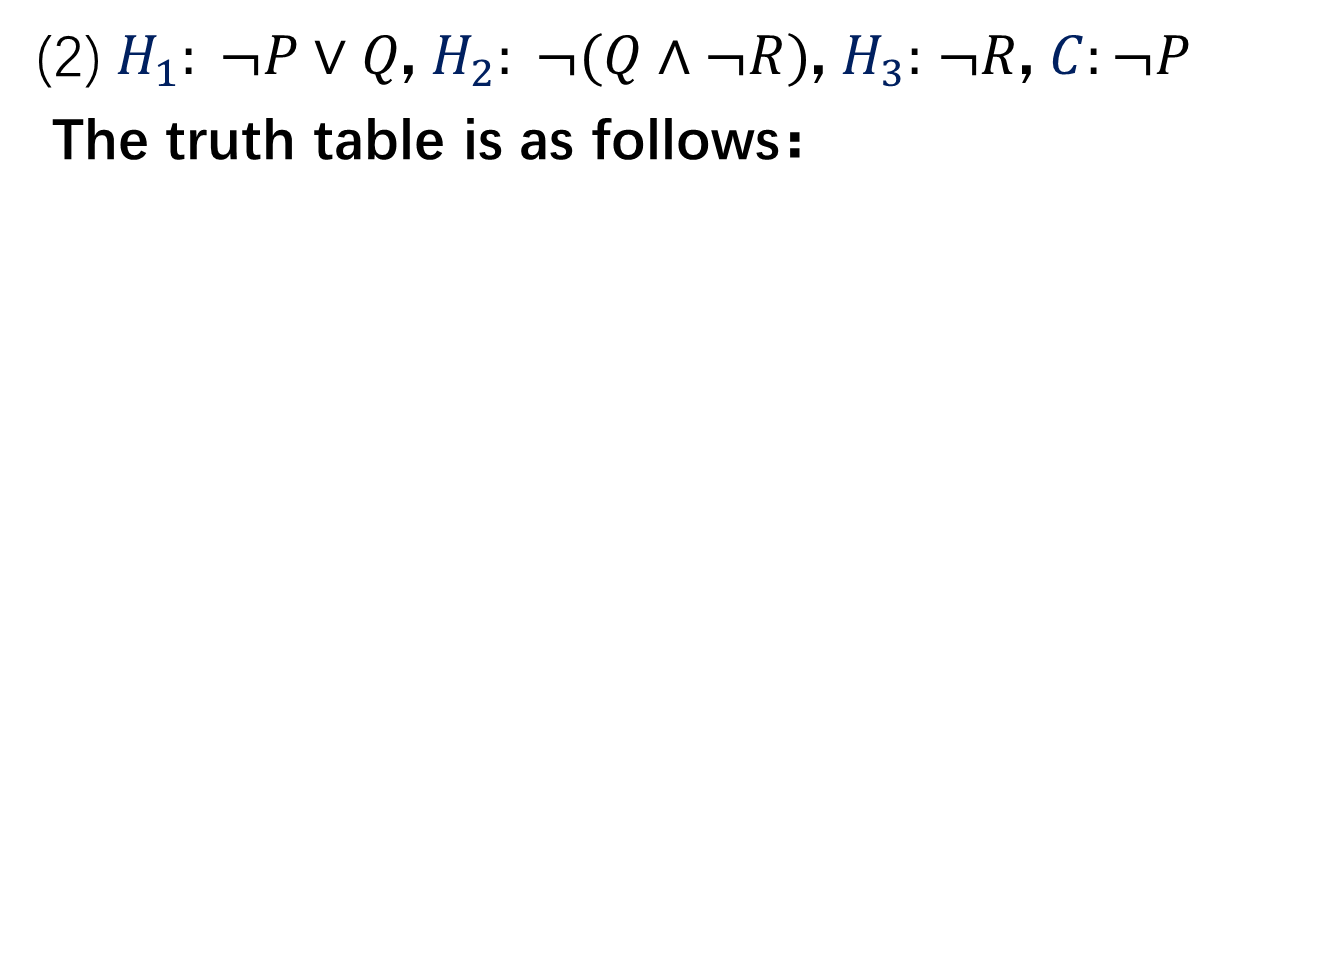 (2) H₁: ¬P ∨ Q, H₂: ¬(Q ∧ ¬R), H₃: ¬R, C: ¬P
The truth table is as follows：